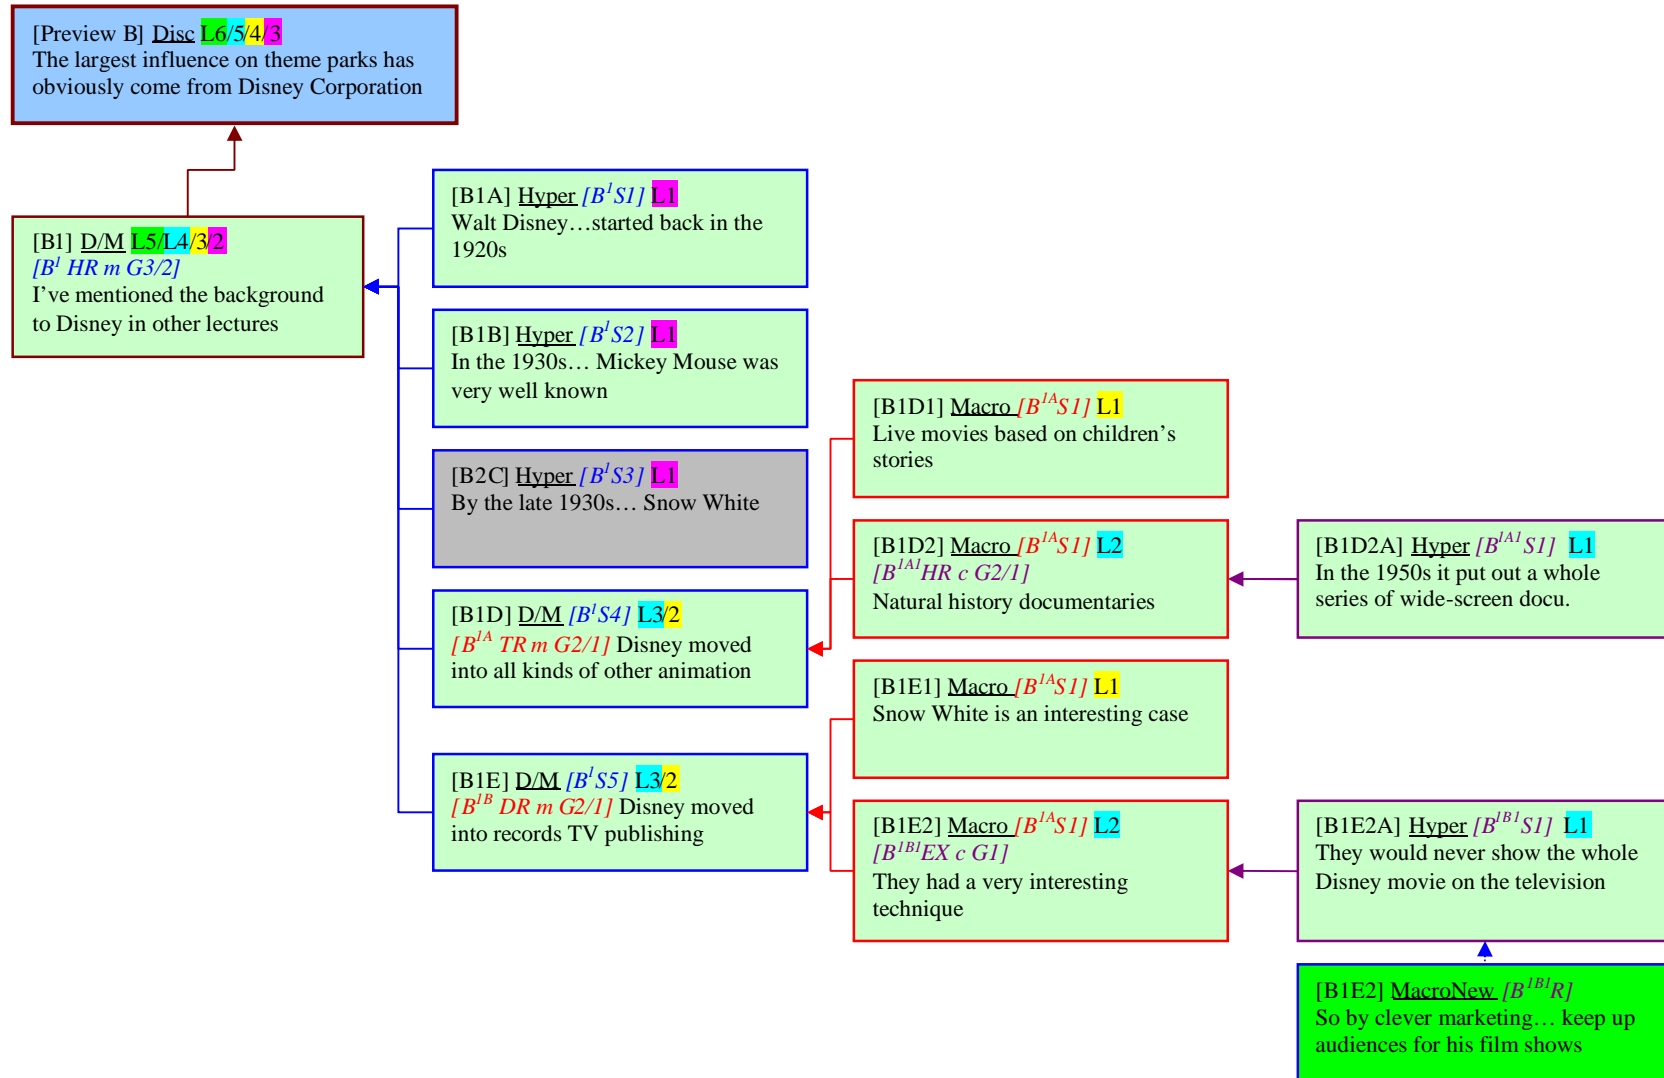 [Preview B] Disc L6/5/4/3
The largest influence on theme parks has
obviously come from Disney Corporation
[B1] D/M L5/L4/3/2
[B1 HR m G3/2]
I've mentioned the background
to Disney in other lectures
[B1A] Hyper [B1S1] L1
Walt Disney…started back in the
1920s
[B1B] Hyper [B1S2] L1
In the 1930s… Mickey Mouse was
very well known
[B2C] Hyper [B1S3] L1
By the late 1930s… Snow White
[B1D] D/M [B1S4] L3/2
[B1A TR m G2/1] Disney moved
into all kinds of other animation
[B1E] D/M [B1S5] L3/2
[B1B DR m G2/1] Disney moved
into records TV publishing
[B1D1] Macro [B1AS1] L1
Live movies based on children's
stories
[B1D2] Macro [B1AS1] L2
[B1A1HR c G2/1]
Natural history documentaries
[B1E1] Macro [B1AS1] L1
Snow White is an interesting case
[B1E2] Macro [B1AS1] L2
[B1B1EX c G1]
They had a very interesting
technique
[B1D2A] Hyper [B1A1S1] L1
In the 1950s it put out a whole
series of wide-screen docu.
[B1E2A] Hyper [B1B1S1] L1
They would never show the whole
Disney movie on the television
[B1E2] MacroNew [B1B1R]
So by clever marketing… keep up
audiences for his film shows